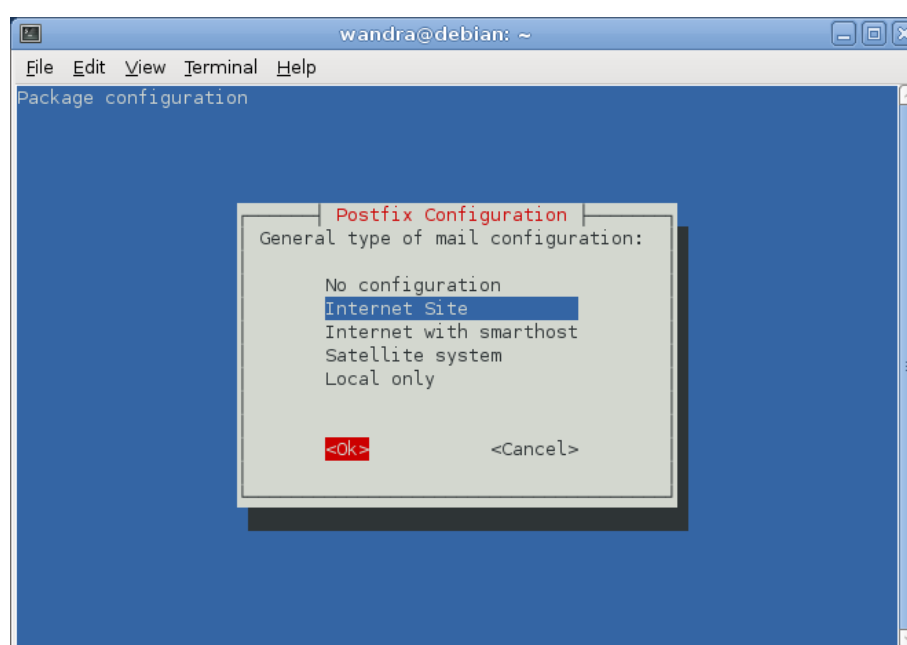 wandra@debian: ~
File Edit View Terminal Help
Package configuration
Postfix Configuration
General type of mail configuration:
No configuration
Internet Site
Internet with smarthost
Satellite system
Local only
<Ok> <Cancel>